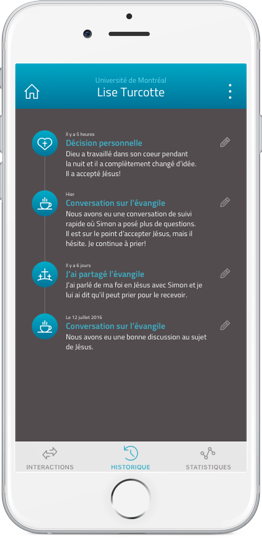 Université de Montréal
Lise Turcotte
Il y a 5 heures
Décision personnelle
Dieu a travaillé dans son coeur pendant
la nuit et il a complètement changé d'idée.
Il a accepté Jésus!
Hier
Conversation sur l'évangile
Nous avons eu une conversation de suivi
rapide où Simon a posé plus de questions.
Il est sur le point d'accepter Jésus, mais il
hésite. Je continue à prier!
Il y a 6 jours
J'ai partagé l'évangile
J'ai parlé de ma foi en Jésus avec Simon et je
lui ai dit qu'il peut prier pour le recevoir.
Le 12 juillet 2016
Conversation sur l'évangile
Nous avons eu une bonne discussion au sujet
de Jésus.
INTERACTIONS
HISTORIQUE
STATISTIQUES